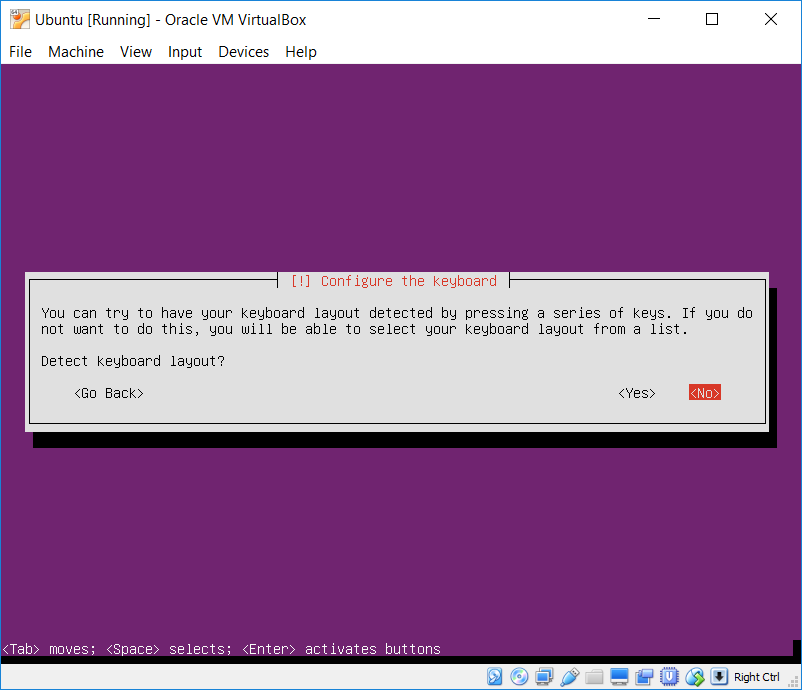 Ubuntu [Running] - Oracle VM VirtualBox
File Machine View Input Devices Help
[!] Configure the keyboard
You can try to have your keyboard layout detected by pressing a series of keys. If you do
not want to do this, you will be able to select your keyboard layout from a list.
Detect keyboard layout?
<Go Back> <Yes> <No>
<Tab> moves; <Space> selects; <Enter> activates buttons
Right Ctrl